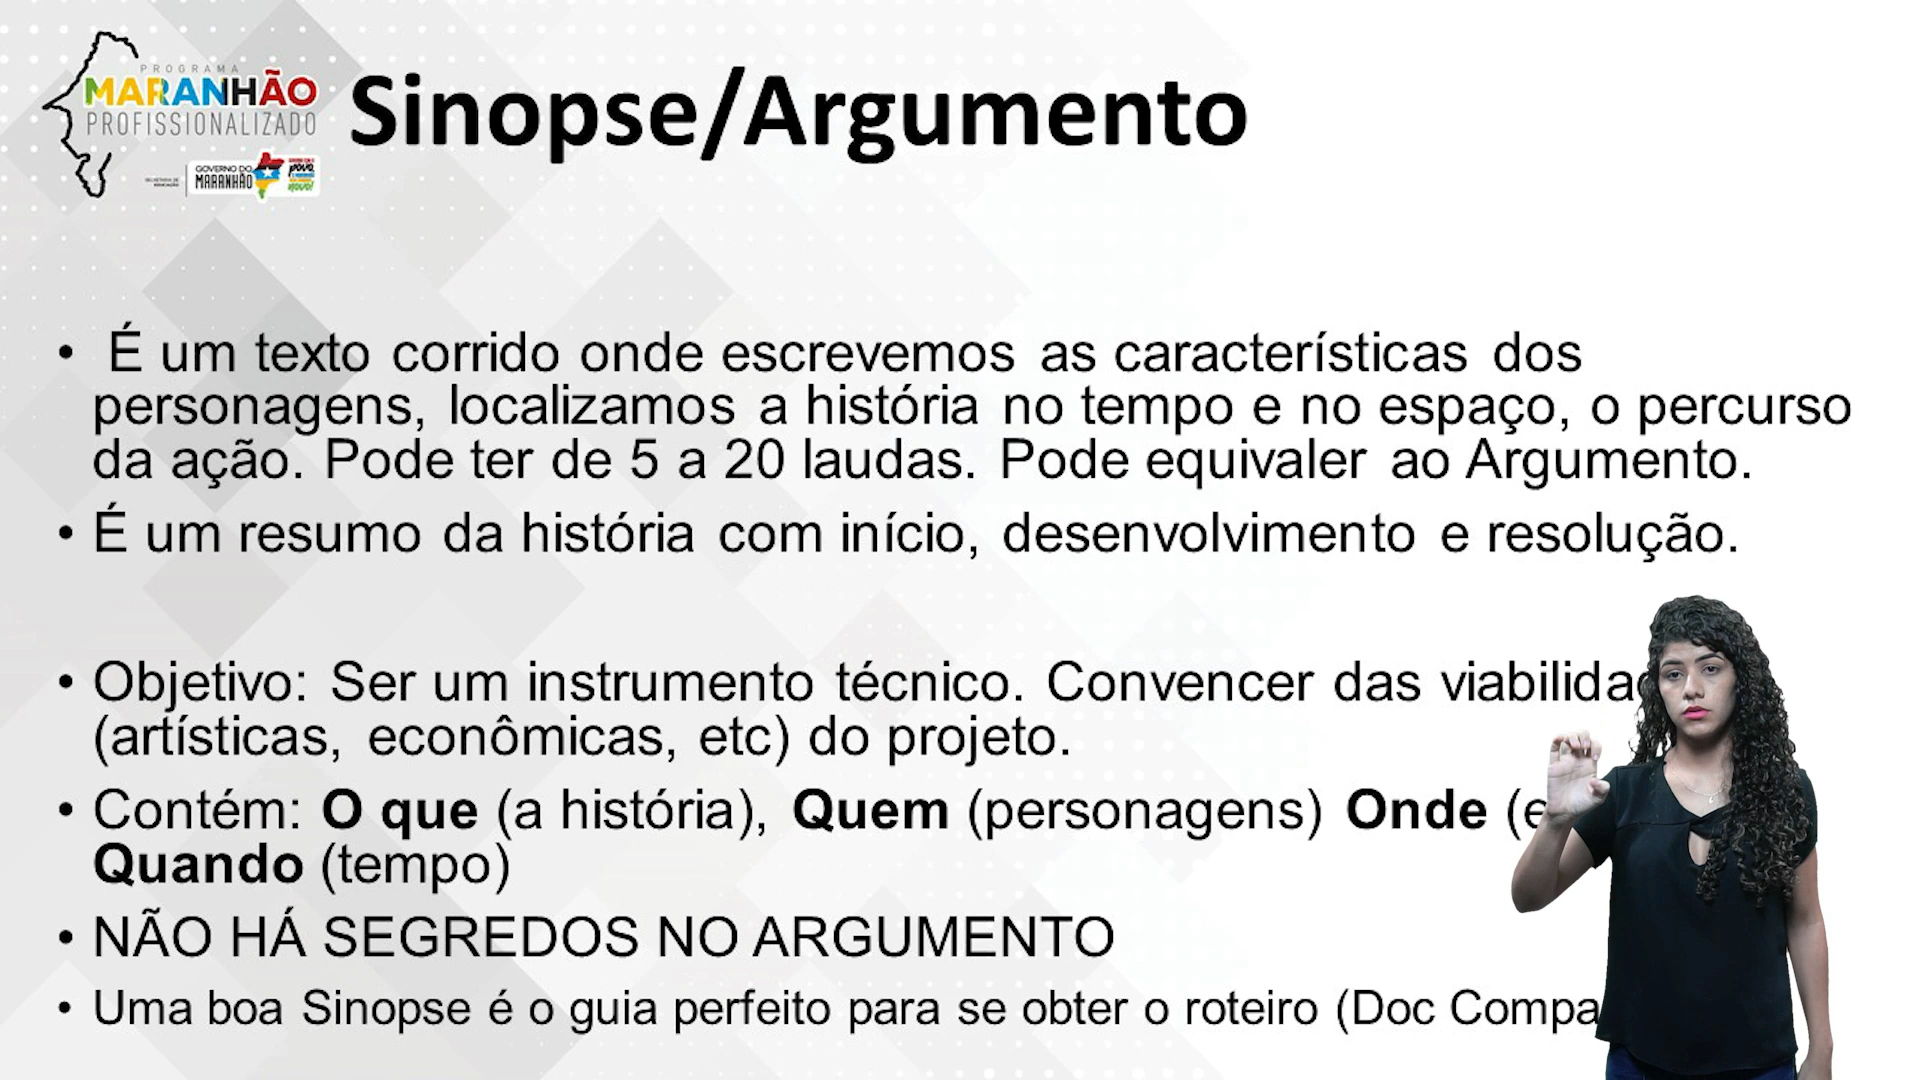 PROGRAMA
MARANHÃO
PROFISSIONALIZADO
GOVERNO DO
MARANHÃO
Sinopse/Argumento
• É um texto corrido onde escrevemos as características dos
personagens, localizamos a história no tempo e no espaço, o percurso
da ação. Pode ter de 5 a 20 laudas. Pode equivaler ao Argumento.
• É um resumo da história com início, desenvolvimento e resolução.
• Objetivo: Ser um instrumento técnico. Convencer das
(artísticas, econômicas, etc) do projeto.
• Contém: O que (a história), Quem (personagens) Onde
Quando (tempo)
• NÃO HÁ SEGREDOS NO ARGUMENTO
• Uma boa Sinopse é o guia perfeito para se obter o roteiro (Doc